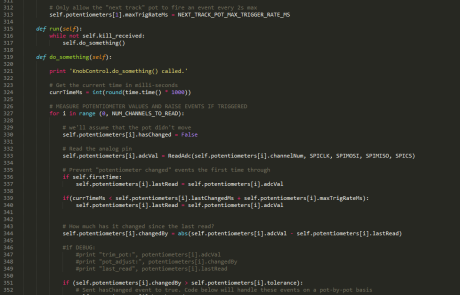 312 # Only allow the "next track" pot to fire an event every 2s max
313 self.potentiometers[i].maxTrigRateMs = NEXT_TRACK_POT_MAX_TRIGGER_RATE_MS
314
315 def run(self):
316 while not self.kill_received:
317 self.do_something()
318
319 def do_something(self):
320
321 print 'KnobControl.do_something() called.'
322
323 # Get the current time in milli-seconds
324 currTimeMs = int(round(time.time() * 1000))
325
326 # MEASURE POTENTIOMETER VALUES AND RAISE EVENTS IF TRIGGERED
327 for i in range (0, NUM_CHANNELS_TO_READ):
328
329 # we'll assume that the pot didn't move
330 self.potentiometers[i].hasChanged = False
331
332 # Read the analog pin
333 self.potentiometers[i].adcVal = ReadAdc(self.potentiometers[i].channelNum, SPICLK, SPIMOSI, SPIMISO, SPICS)
334
335 # Prevent "potentiometer changed" events the first time through
336 if self.firstTime:
337 self.potentiometers[i].lastRead = self.potentiometers[i].adcVal
338
339 if(currTimeMs < self.potentiometers[i].lastChangedMs + self.potentiometers[i].maxTrigRateMs):
340 self.potentiometers[i].lastRead = self.potentiometers[i].adcVal
341
342
343 # How much has it changed since the last read?
344 self.potentiometers[i].changedBy = abs(self.potentiometers[i].adcVal - self.potentiometers[i].lastRead)
345
346 #if DEBUG:
347 #print "trim_pot:", potentiometers[i].adcVal
348 #print "pot_adjust:", potentiometers[i].changedBy
349 #print "last_read", potentiometers[i].lastRead
350
351 if (self.potentiometers[i].changedBy > self.potentiometers[i].tolerance):
352 # Set hasChanged event to true. Code below will handle these events on a pot-by-pot basis